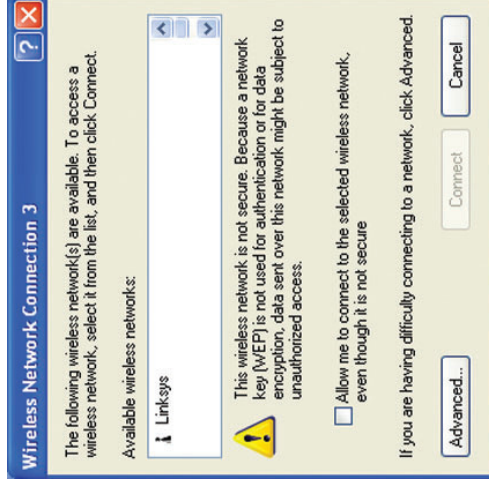 Wireless Network Connection 3
The following wireless network(s) are available. To access a
wireless network, select it from the list, and then click Connect.
Available wireless networks:
Linksys
This wireless network is not secure. Because a network
key (WEP) is not used for authentication or for data
encryption, data sent over this network might be subject to
unauthorized access.
Allow me to connect to the selected wireless network,
even though it is not secure
If you are having difficulty connecting to a network, click Advanced.
Advanced... Connect Cancel